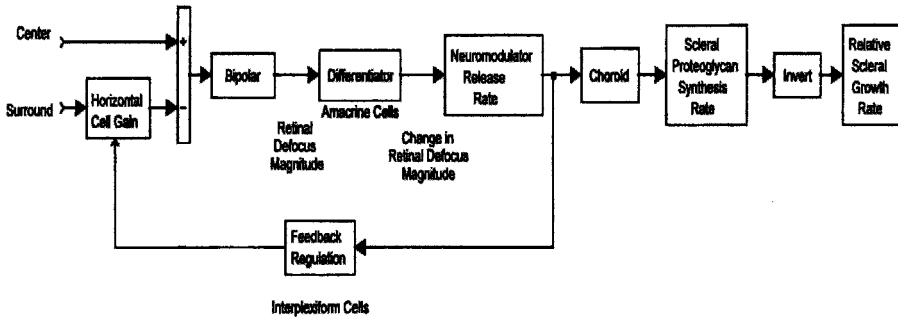 Center
Surround
Horizontal
Cell Gain
+
-
Bipolar
Differentiator
Amacrine Cells
Retinal
Defocus
Magnitude
Change in
Retinal Defocus
Magnitude
Neuromodulator
Release
Rate
Choroid
Scleral
Proteoglycan
Synthesis
Rate
Invert
Relative
Scleral
Growth
Rate
Feedback
Regulation
Interplexiform Cells